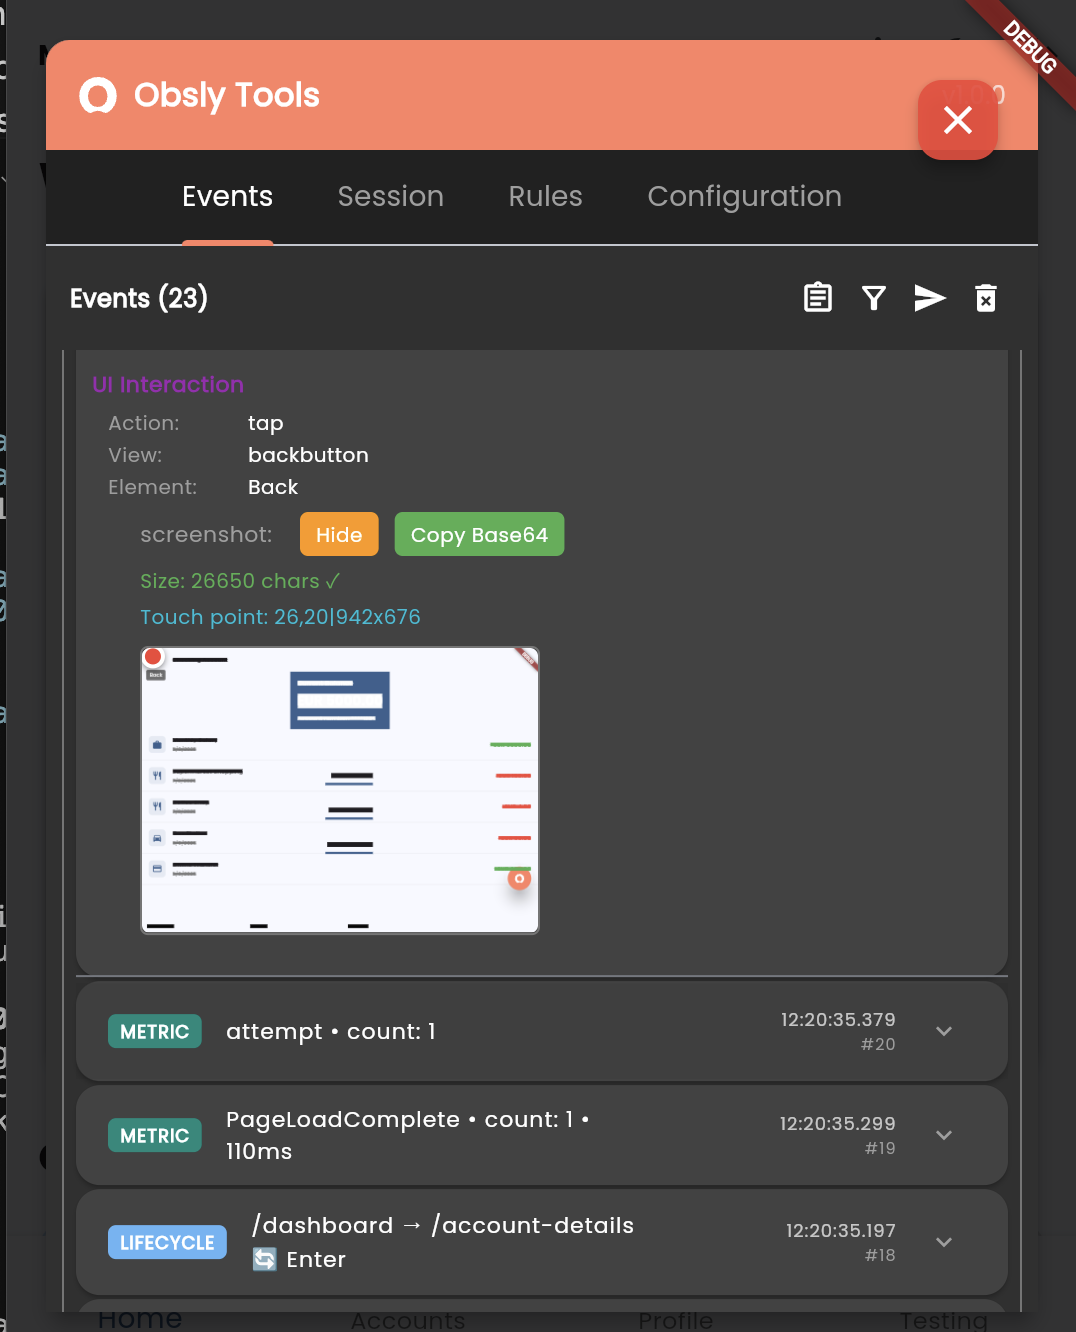 DEBUG
Obsly Tools
v1.0.0
Events Session Rules Configuration
Events (23)
UI Interaction
Action: tap
View: backbutton
Element: Back
screenshot: Hide Copy Base64
Size: 26650 chars ✓
Touch point: 26,20|942x676
Back
METRIC attempt • count: 1 12:20:35.379
#20
METRIC PageLoadComplete • count: 1 • 12:20:35.299
110ms #19
LIFECYCLE /dashboard → /account-details 12:20:35.197
🔄 Enter #18
Home Accounts Profile Testing